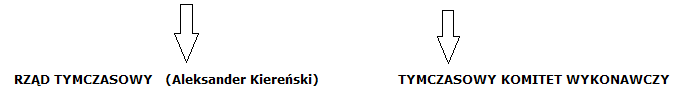 RZĄD TYMCZASOWY (Aleksander Kiereński) TYMCZASOWY KOMITET WYKONAWCZY